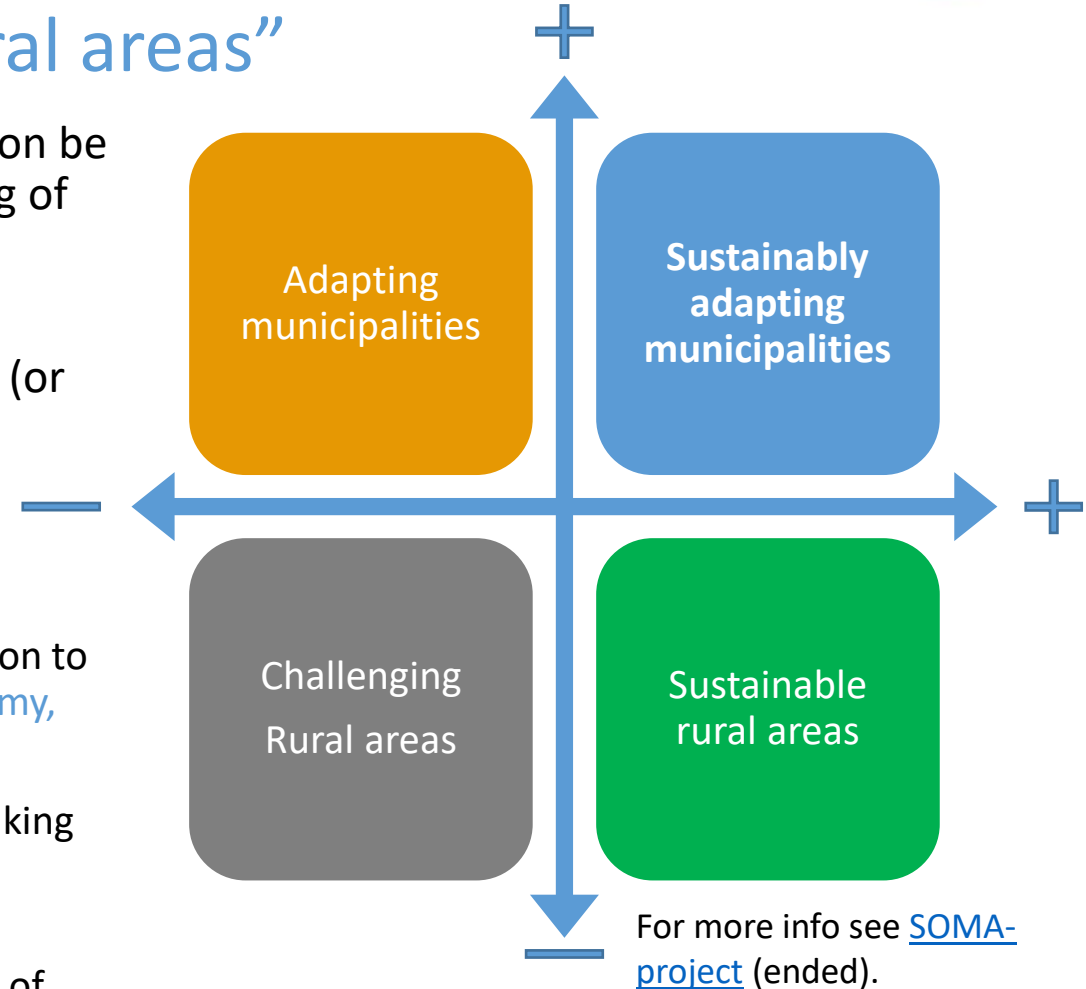 ral areas”
on be
g of
(or
on to
my,
king
of
+
Adapting
municipalities
Sustainably
adapting
municipalities
—
+
Challenging
Rural areas
Sustainable
rural areas
—
For more info see SOMA-
project (ended).